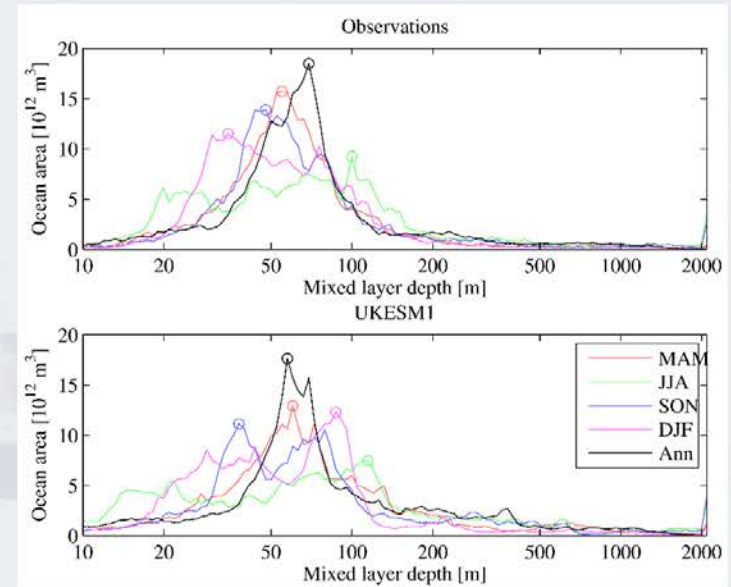 Observations
Ocean area [10¹² m³]
20
15
10
5
0
10 20 50 100 200 500 1000 2000
Mixed layer depth [m]
UKESM1
Ocean area [10¹² m³]
20
15
10
5
0
MAM
JJA
SON
DJF
Ann
10 20 50 100 200 500 1000 2000
Mixed layer depth [m]